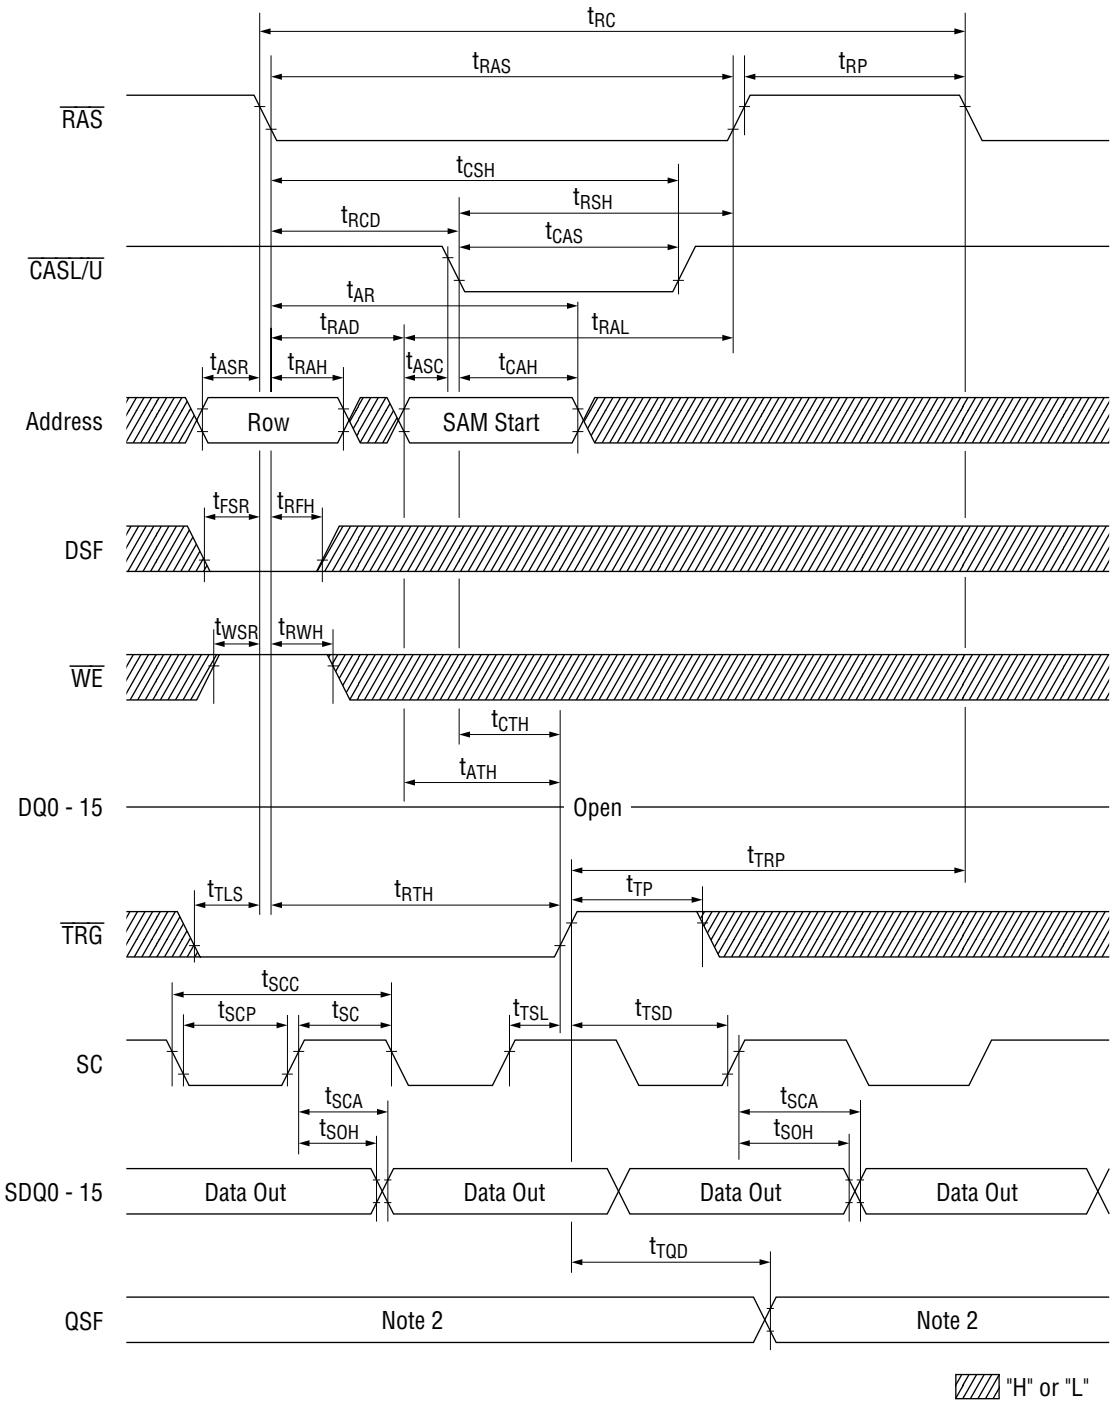 tRC
tRAS tRP
RAS
tCSH
tRSH
tRCD
tCAS
CASL/U
tAR
tRAD tRAL
tASR tRAH tASC tCAH
Address Row SAM Start
tFSR tRFH
DSF
tWSR tRWH
WE
tCTH
tATH
DQ0 - 15 Open
tTRP
tTLS tRTH tTP
TRG
tSCC
tSCP tSC tTSL tTSD
SC
tSCA tSCA
tSOH tSOH
SDQ0 - 15 Data Out Data Out Data Out Data Out
tTQD
QSF Note 2 Note 2
"H" or "L"